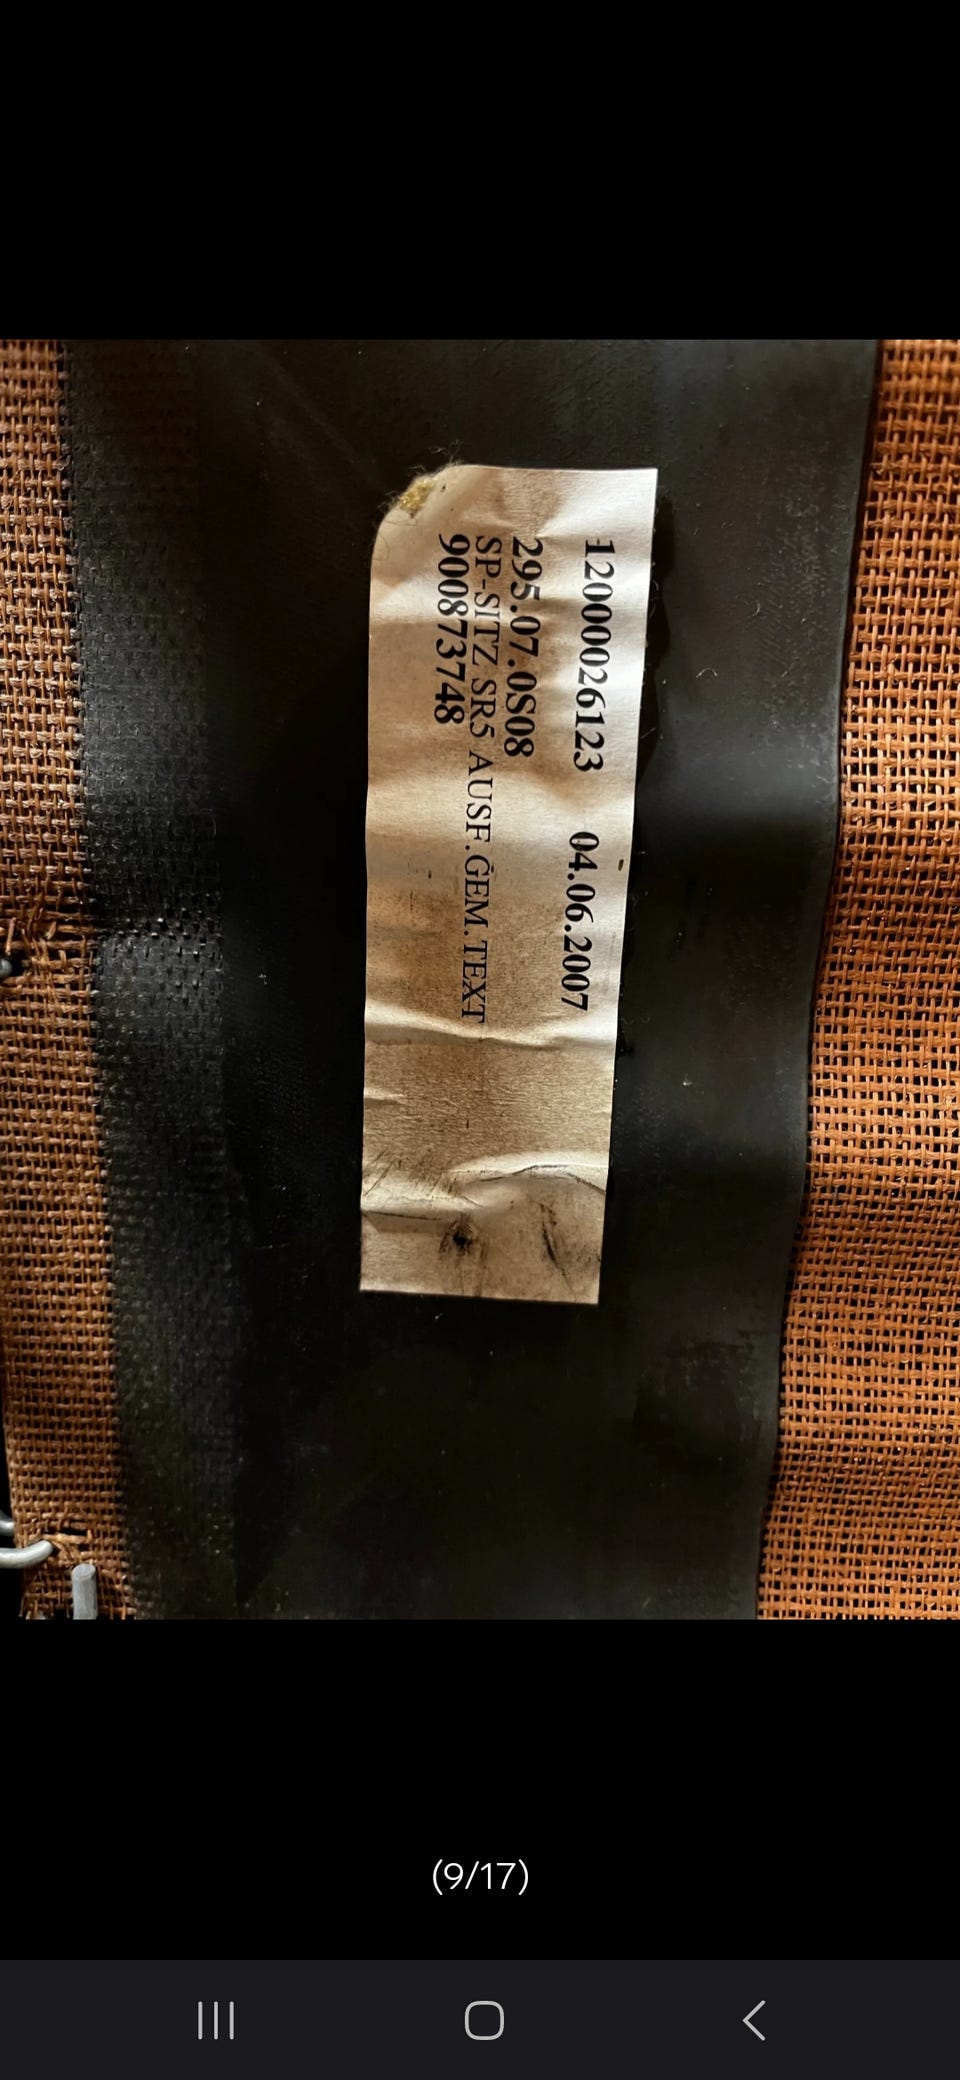 12000026123 04.06.2007
295.07.0S08
SP-SITZ SR5 AUSF.GEM.TEXT
900873748
(9/17)